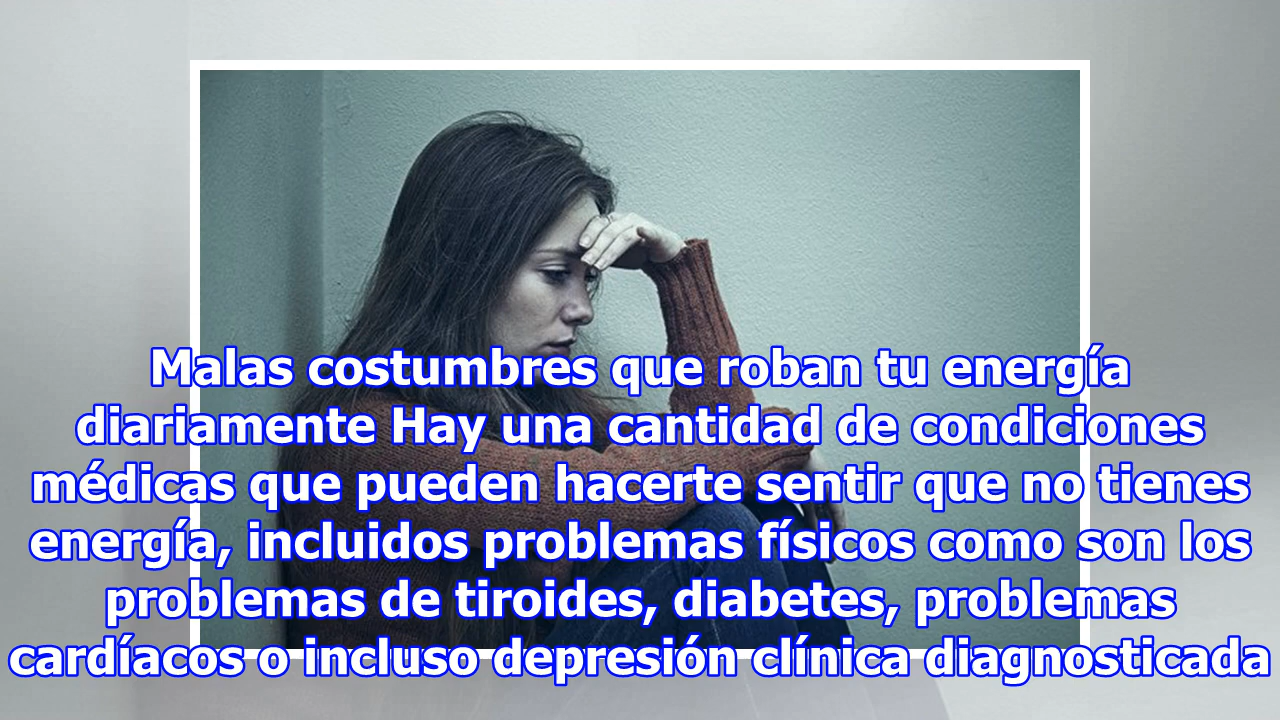 Malas costumbres que roban tu energía
diariamente Hay una cantidad de condiciones
médicas que pueden hacerte sentir que no tienes
energía, incluidos problemas físicos como son los
problemas de tiroides, diabetes, problemas
cardíacos o incluso depresión clínica diagnosticada